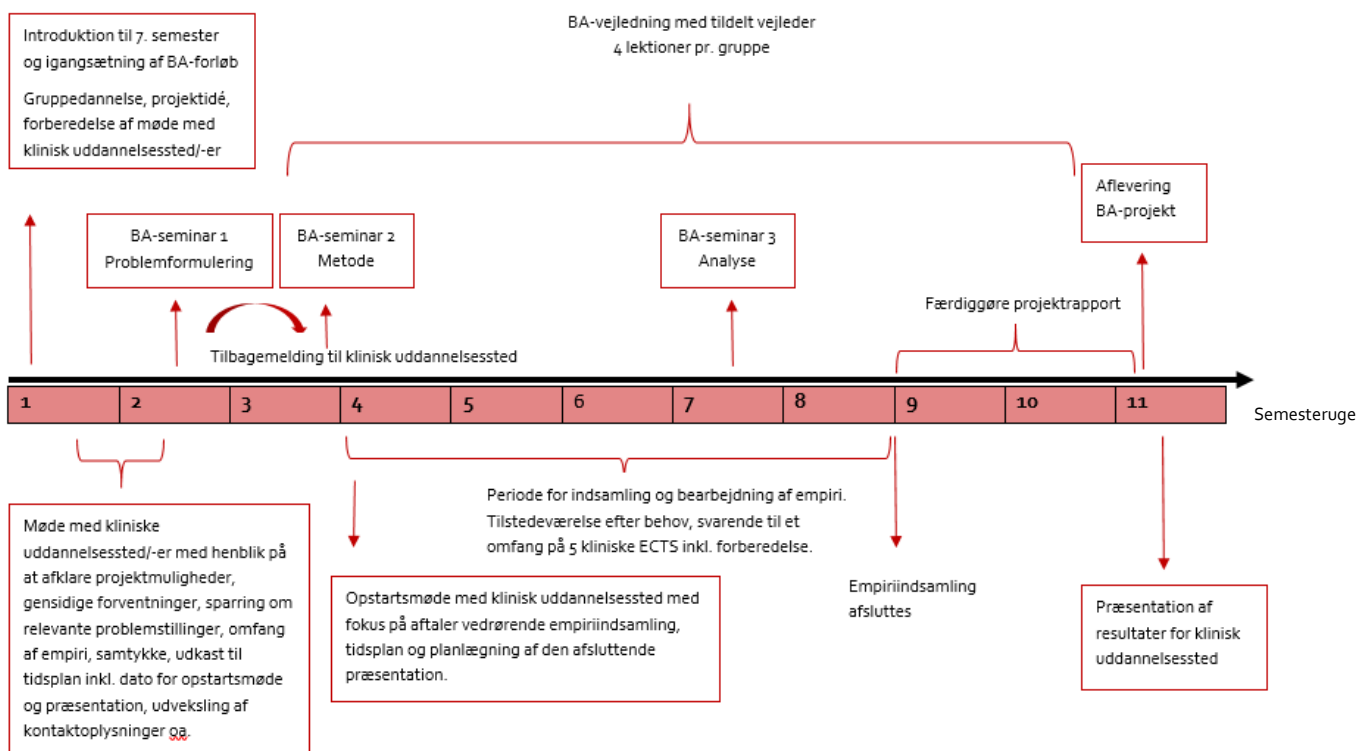 Introduktion til 7. semester
og igangsætning af BA-forløb
Gruppedannelse, projektidé,
forberedelse af møde med
klinisk uddannelsessted/-er
BA-vejledning med tildelt vejleder
4 lektioner pr. gruppe
Aflevering
BA-projekt
BA-seminar 1
Problemformulering
BA-seminar 2
Metode
BA-seminar 3
Analyse
Færdiggøre projektrapport
Tilbagemelding til klinisk uddannelsessted
1 2 3 4 5 6 7 8 9 10 11
Semesteruge
Møde med kliniske
uddannelsessted/-er med henblik på
at afklare projektmuligheder,
gensidige forventninger, sparring om
relevante problemstillinger, omfang
af empiri, samtykke, udkast til
tidsplan inkl. dato for opstartsmøde
og præsentation, udveksling af
kontaktoplysninger oa.
Periode for indsamling og bearbejdning af empiri.
Tilstedeværelse efter behov, svarende til et
omfang på 5 kliniske ECTS inkl. forberedelse.
Opstartsmøde med klinisk uddannelsessted med
fokus på aftaler vedrørende empiriindsamling,
tidsplan og planlægning af den afsluttende
præsentation.
Empiriindsamling
afsluttes
Præsentation af
resultater for klinisk
uddannelsessted